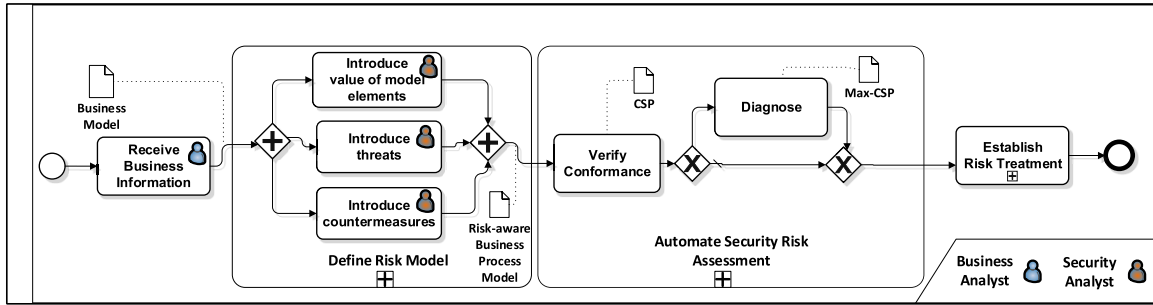 Business
Model
Receive
Business
Information
Introduce
value of model
elements
Introduce
threats
Introduce
countermeasures
Risk-aware
Business
Process
Model
Define Risk Model
CSP
Verify
Conformance
Diagnose
Max-CSP
X
X
Automate Security Risk
Assessment
Establish
Risk Treatment
Business
Analyst
Security
Analyst